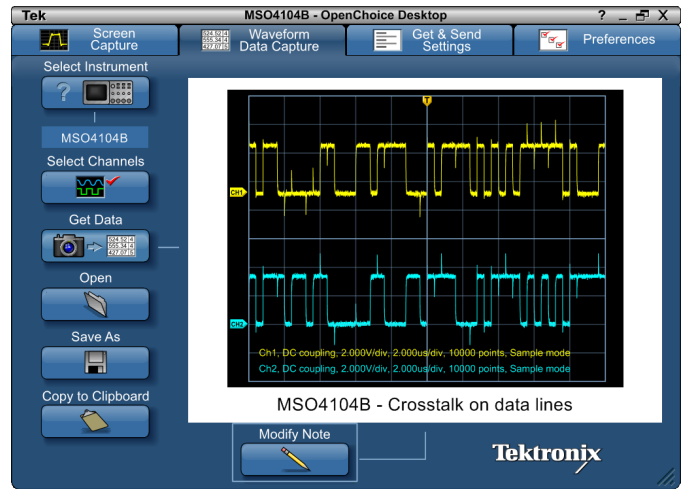 Tek
MSO4104B - OpenChoice Desktop
? _ X
Screen
Capture
Waveform
Data Capture
Get & Send
Settings
Preferences
Select Instrument
?
MSO4104B
Select Channels
Get Data
Open
Save As
Copy to Clipboard
T
CH1
CH2
Ch1, DC coupling, 2.000V/div, 2.000us/div, 10000 points, Sample mode
Ch2, DC coupling, 2.000V/div, 2.000us/div, 10000 points, Sample mode
MSO4104B - Crosstalk on data lines
Modify Note
Tektronix